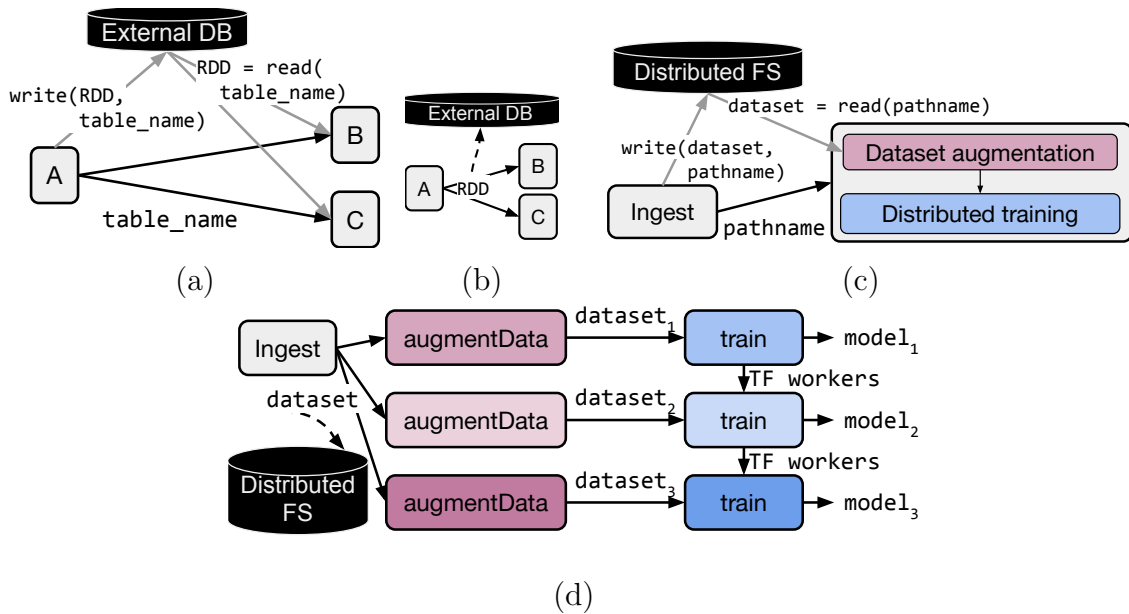 External DB
write(RDD,
table_name)
RDD = read(
table_name)
A
B
C
table_name
(a)
External DB
A
RDD
B
C
(b)
Distributed FS
dataset = read(pathname)
write(dataset,
pathname)
Ingest
pathname
Dataset augmentation
Distributed training
(c)
Ingest
dataset
Distributed
FS
augmentData
dataset₁
train
model₁
TF workers
augmentData
dataset₂
train
model₂
TF workers
augmentData
dataset₃
train
model₃
(d)